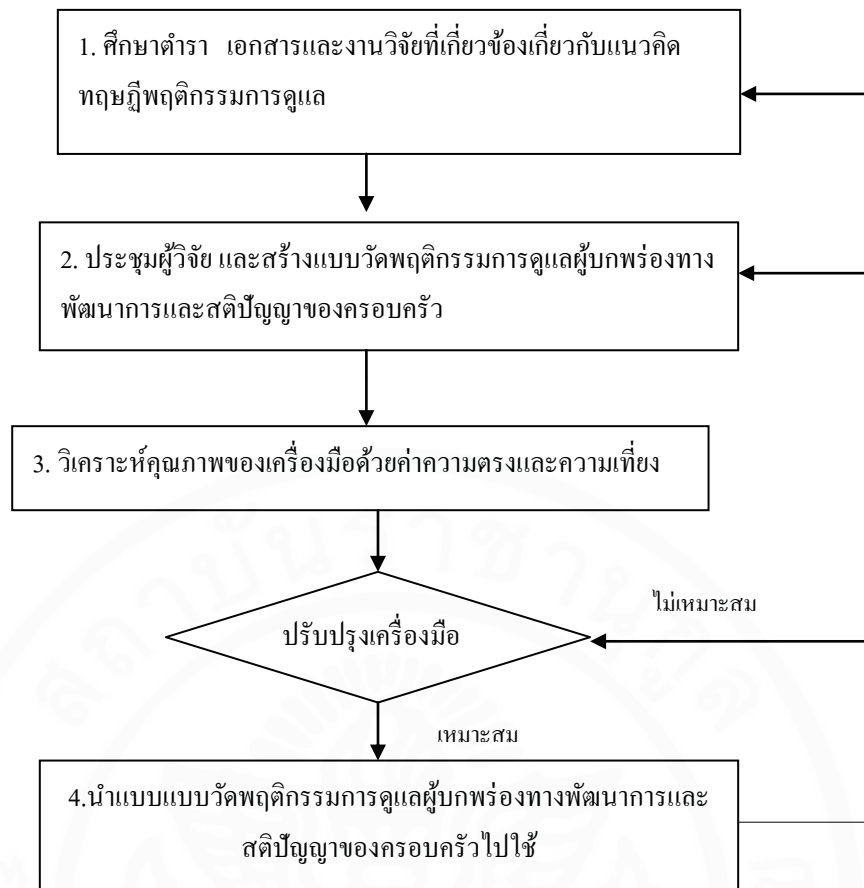 1. ศึกษาตำรา เอกสารและงานวิจัยที่เกี่ยวข้องเกี่ยวกับแนวคิด
ทฤษฎีพฤติกรรมการดูแล
2. ประชุมผู้วิจัย และสร้างแบบวัดพฤติกรรมการดูแลผู้บกพร่องทาง
พัฒนาการและสติปัญญาของครอบครัว
3. วิเคราะห์คุณภาพของเครื่องมือด้วยค่าความตรงและความเที่ยง
ไม่เหมาะสม
ปรับปรุงเครื่องมือ
เหมาะสม
4.นำแบบแบบวัดพฤติกรรมการดูแลผู้บกพร่องทางพัฒนาการและ
สติปัญญาของครอบครัวไปใช้
สถาบันราชานุกูล